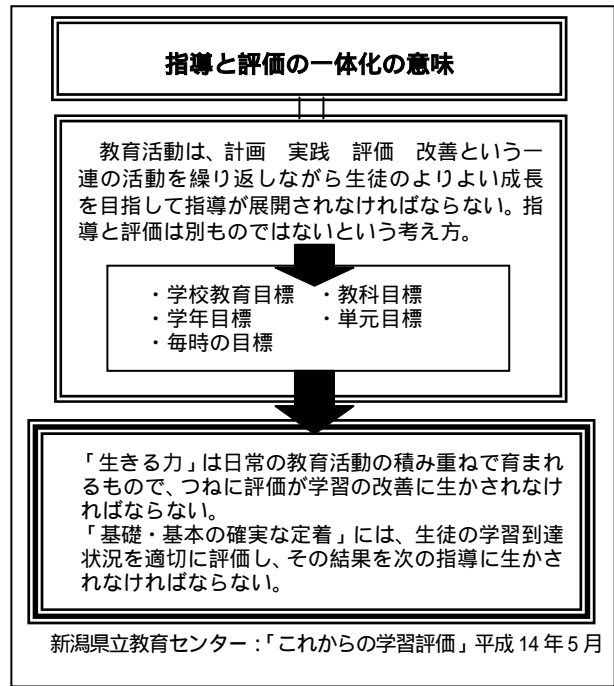 指導と評価の一体化の意味
教育活動は、計画　実践　評価　改善という一
連の活動を繰り返しながら生徒のよりよい成長
を目指して指導が展開されなければならない。指
導と評価は別ものではないという考え方。
・学校教育目標　・教科目標
・学年目標　・単元目標
・毎時の目標
「生きる力」は日常の教育活動の積み重ねで育まれ
るもので、つねに評価が学習の改善に生かされなけ
ればならない。
「基礎・基本の確実な定着」には、生徒の学習到達
状況を適切に評価し、その結果を次の指導に生かさ
れなければならない。
新潟県立教育センター：「これからの学習評価」平成14年5月